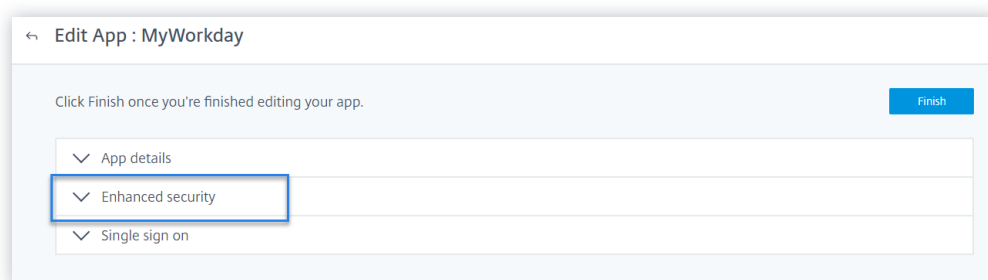 Edit App : MyWorkday
Click Finish once you're finished editing your app.
Finish
App details
Enhanced security
Single sign on